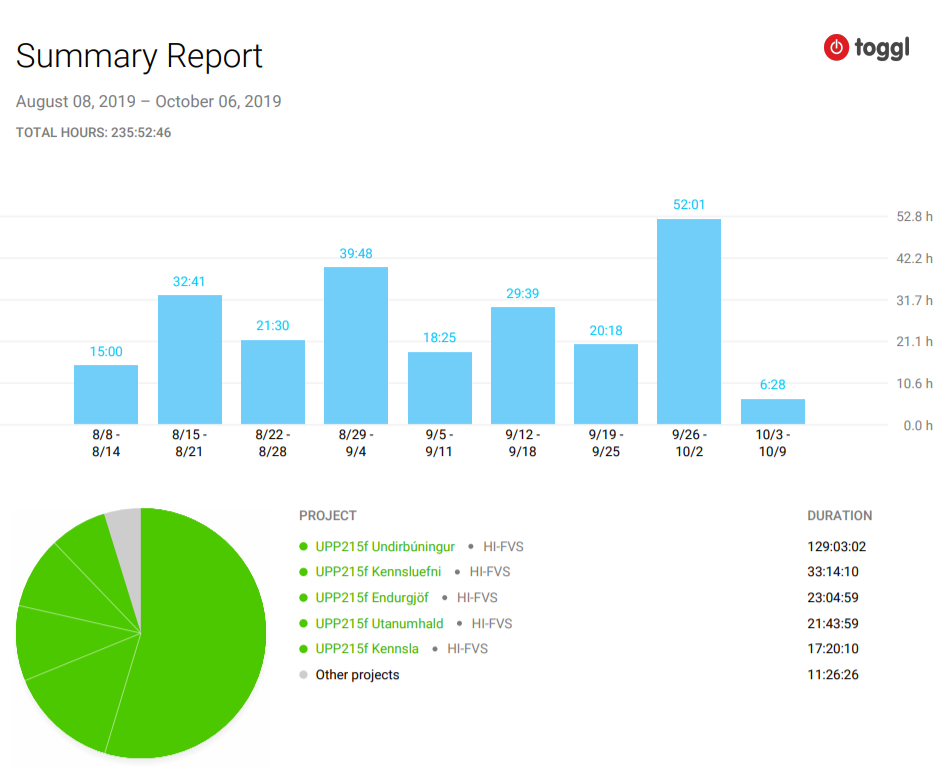 Summary Report
toggl
August 08, 2019 – October 06, 2019
TOTAL HOURS: 235:52:46
52:01
52.8 h
39:48
42.2 h
32:41
29:39
31.7 h
21:30
20:18
18:25
21.1 h
15:00
6:28
10.6 h
0.0 h
8/8 - 8/15 - 8/22 - 8/29 - 9/5 - 9/12 - 9/19 - 9/26 - 10/3 -
8/14 8/21 8/28 9/4 9/11 9/18 9/25 10/2 10/9
PROJECT DURATION
UPP215f Undirbúningur • HI-FVS 129:03:02
UPP215f Kennsluefni • HI-FVS 33:14:10
UPP215f Endurgjöf • HI-FVS 23:04:59
UPP215f Utanumhald • HI-FVS 21:43:59
UPP215f Kennsla • HI-FVS 17:20:10
Other projects 11:26:26